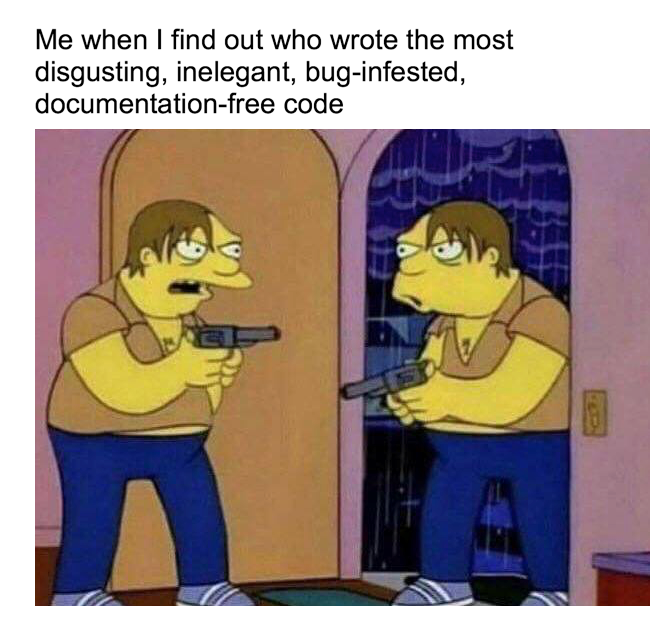 Me when I find out who wrote the most
disgusting, inelegant, bug-infested,
documentation-free code